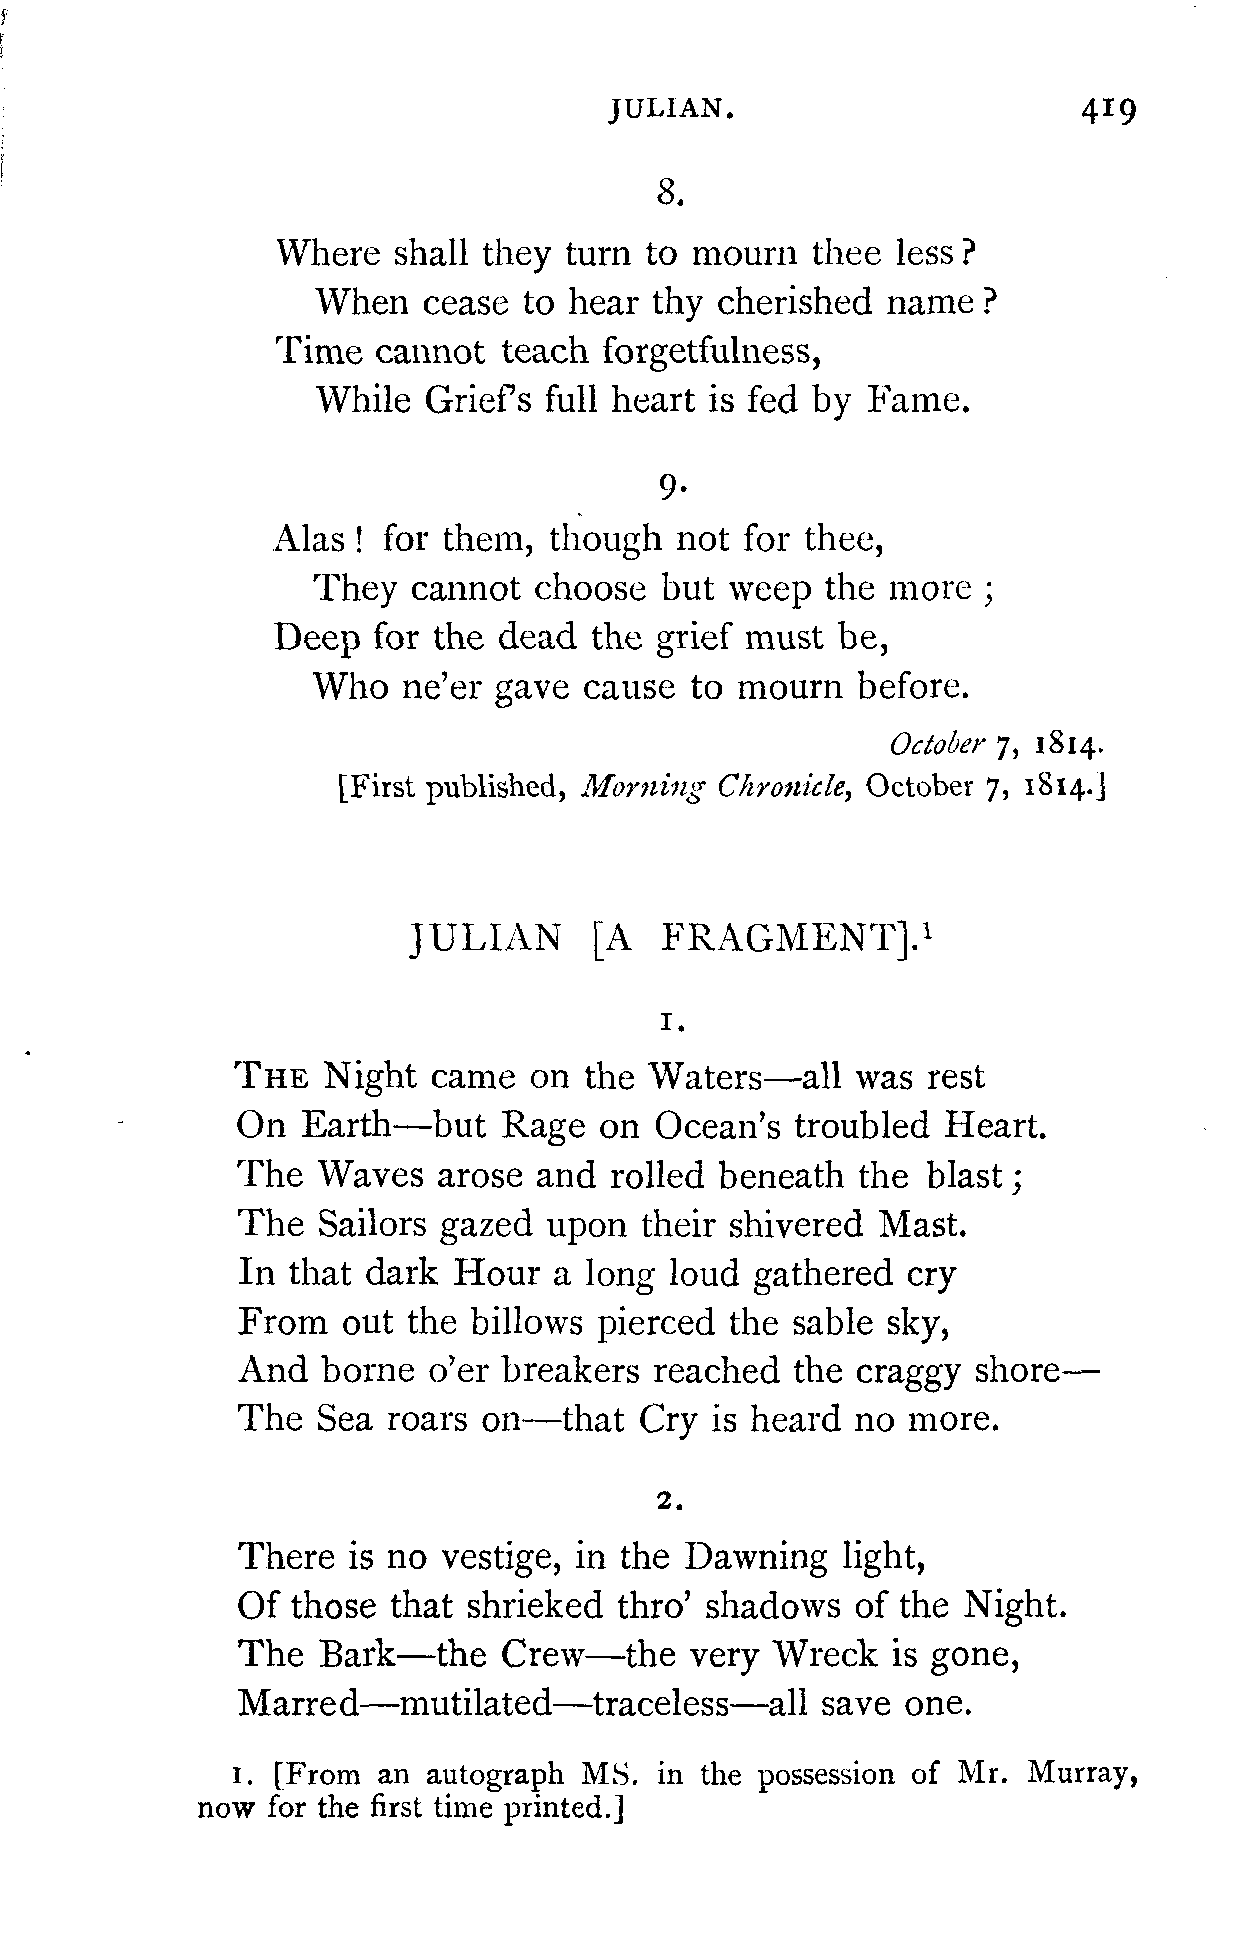 JULIAN. 419
8.
Where shall they turn to mourn thee less?
When cease to hear thy cherished name?
Time cannot teach forgetfulness,
While Grief's full heart is fed by Fame.
9.
Alas! for them, though not for thee,
They cannot choose but weep the more;
Deep for the dead the grief must be,
Who ne'er gave cause to mourn before.
October 7, 1814.
[First published, Morning Chronicle, October 7, 1814.]
JULIAN [A FRAGMENT].¹
1.
THE Night came on the Waters—all was rest
On Earth—but Rage on Ocean's troubled Heart.
The Waves arose and rolled beneath the blast;
The Sailors gazed upon their shivered Mast.
In that dark Hour a long loud gathered cry
From out the billows pierced the sable sky,
And borne o'er breakers reached the craggy shore—
The Sea roars on—that Cry is heard no more.
2.
There is no vestige, in the Dawning light,
Of those that shrieked thro' shadows of the Night.
The Bark—the Crew—the very Wreck is gone,
Marred—mutilated—traceless—all save one.
1. [From an autograph MS. in the possession of Mr. Murray,
now for the first time printed.]